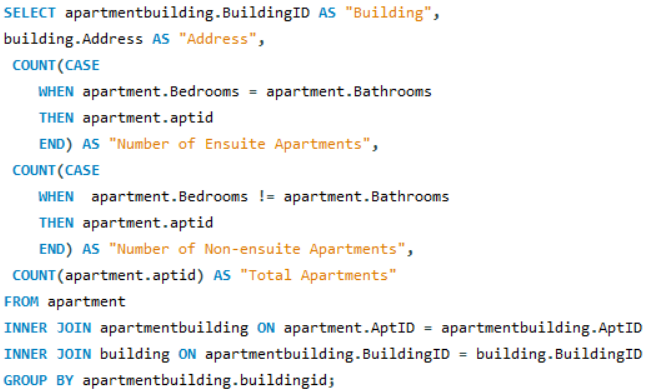 SELECT apartmentbuilding.BuildingID AS "Building",
building.Address AS "Address",
COUNT(CASE
WHEN apartment.Bedrooms = apartment.Bathrooms
THEN apartment.aptid
END) AS "Number of Ensuite Apartments",
COUNT(CASE
WHEN apartment.Bedrooms != apartment.Bathrooms
THEN apartment.aptid
END) AS "Number of Non-ensuite Apartments",
COUNT(apartment.aptid) AS "Total Apartments"
FROM apartment
INNER JOIN apartmentbuilding ON apartment.AptID = apartmentbuilding.AptID
INNER JOIN building ON apartmentbuilding.BuildingID = building.BuildingID
GROUP BY apartmentbuilding.buildingid;